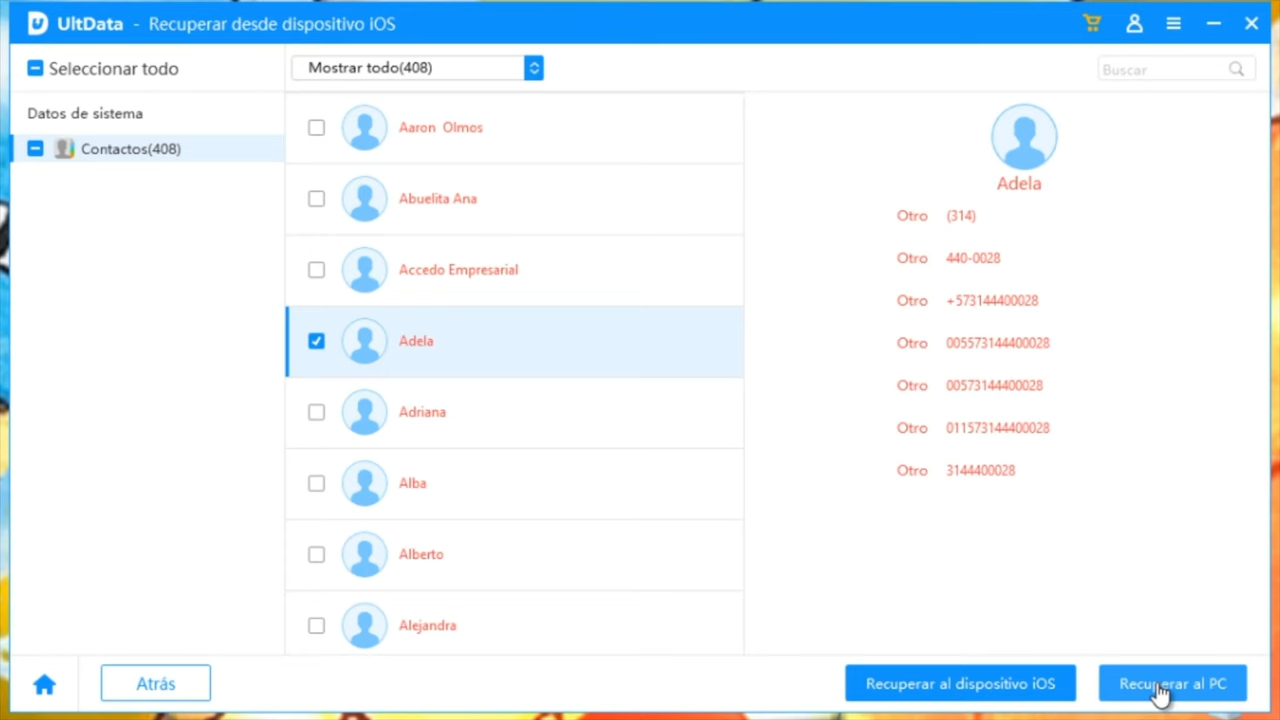 UltData - Recuperar desde dispositivo iOS
Seleccionar todo
Mostrar todo(408)
Buscar
Datos de sistema
Contactos(408)
Aaron Olmos
Abuelita Ana
Accedo Empresarial
Adela
Adriana
Alba
Alberto
Alejandra
Adela
Otro (314)
Otro 440-0028
Otro +573144400028
Otro 005573144400028
Otro 00573144400028
Otro 011573144400028
Otro 3144400028
Atrás
Recuperar al dispositivo iOS
Recuperar al PC